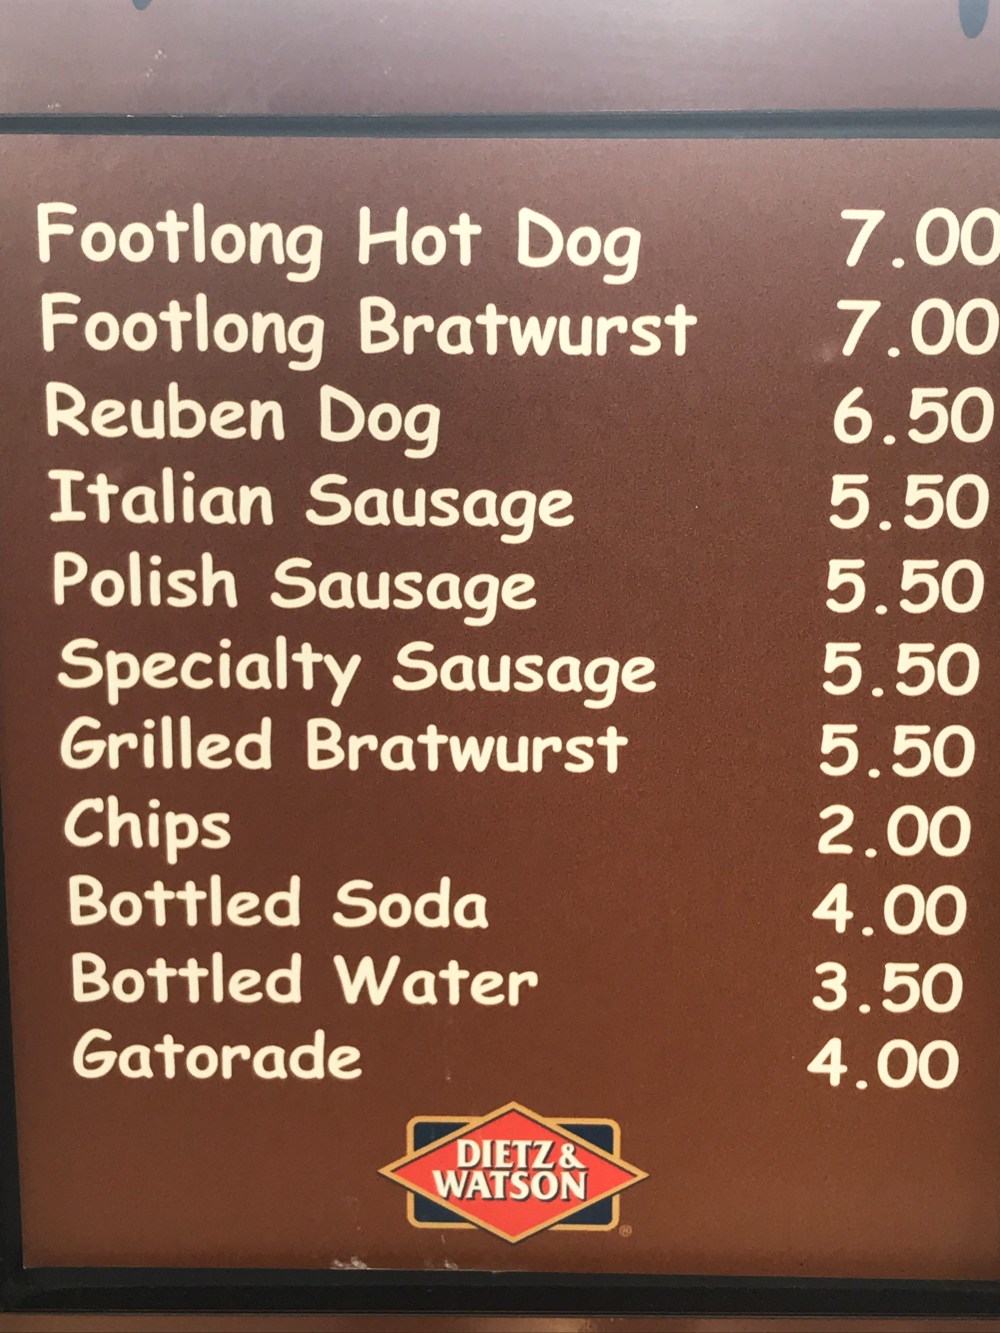 Footlong Hot Dog 7.00
Footlong Bratwurst 7.00
Reuben Dog 6.50
Italian Sausage 5.50
Polish Sausage 5.50
Specialty Sausage 5.50
Grilled Bratwurst 5.50
Chips 2.00
Bottled Soda 4.00
Bottled Water 3.50
Gatorade 4.00
DIETZ &
WATSON
®